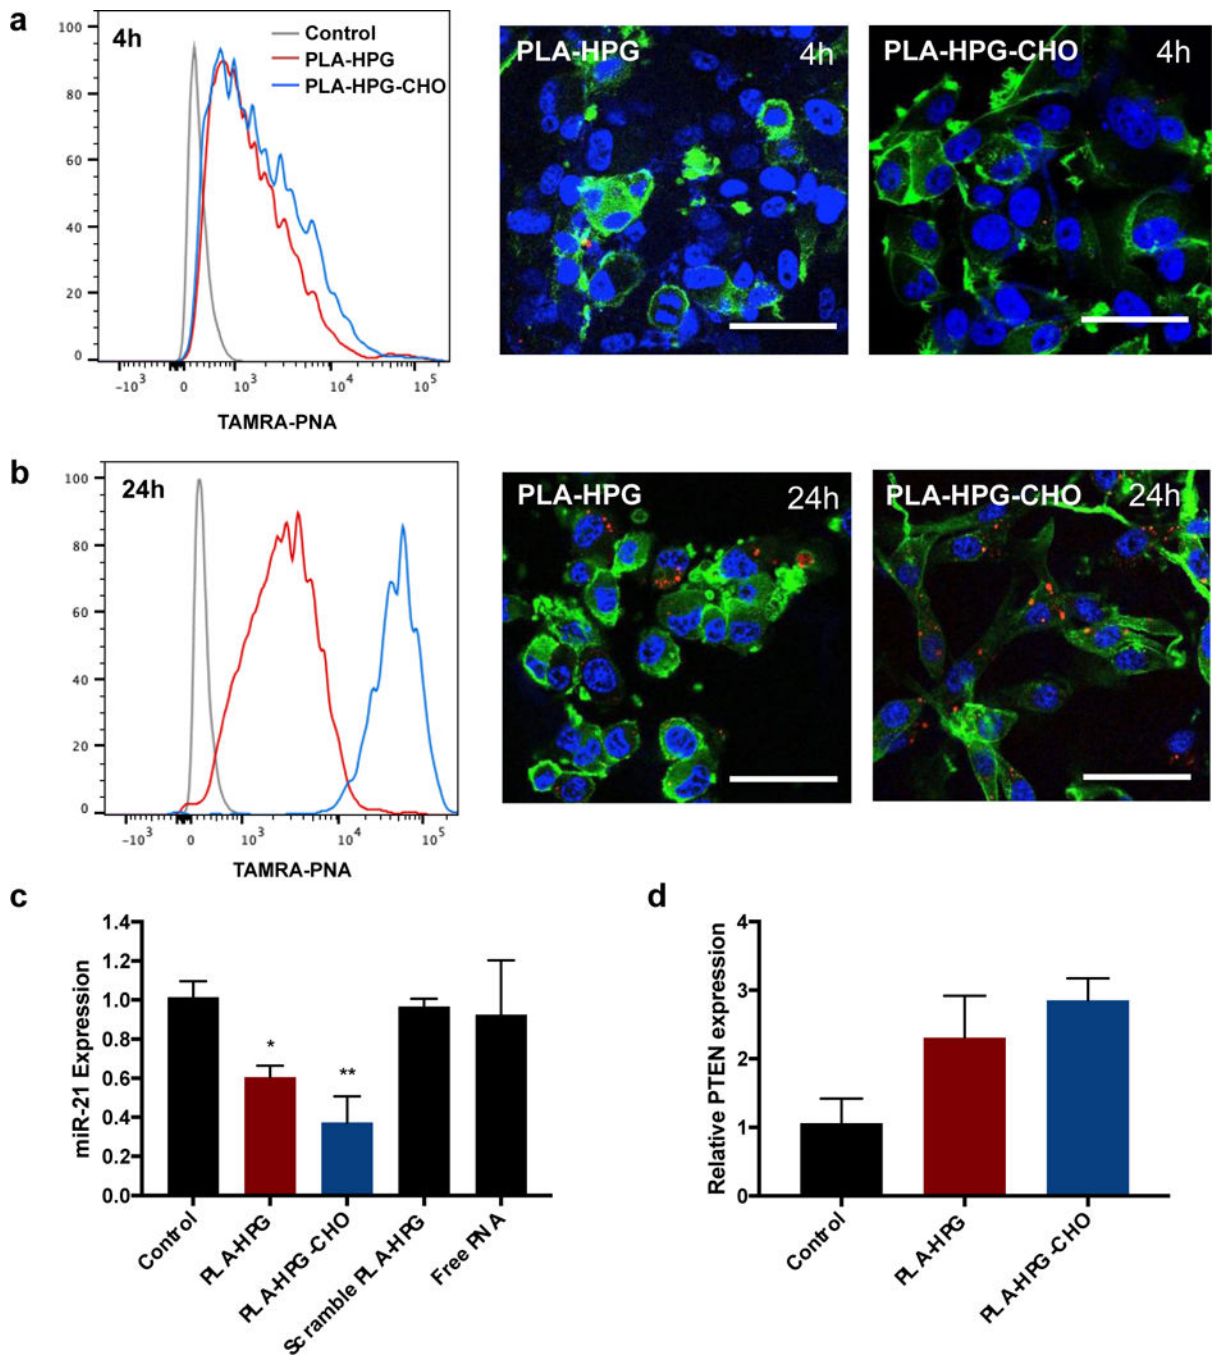 a
4h
Control
PLA-HPG
PLA-HPG-CHO
100
80
60
40
20
0
-10³ 0 10³ 10⁴ 10⁵
TAMRA-PNA
PLA-HPG 4h
PLA-HPG-CHO 4h
b
24h
100
80
60
40
20
0
-10³ 0 10³ 10⁴ 10⁵
TAMRA-PNA
PLA-HPG 24h
PLA-HPG-CHO 24h
c
miR-21 Expression
1.4
1.2
1.0
0.8
0.6
0.4
0.2
0.0
*
**
Control
PLA-HPG
PLA-HPG-CHO
Scramble PLA-HPG
Free PNA
d
Relative PTEN expression
4
3
2
1
0
Control
PLA-HPG
PLA-HPG-CHO